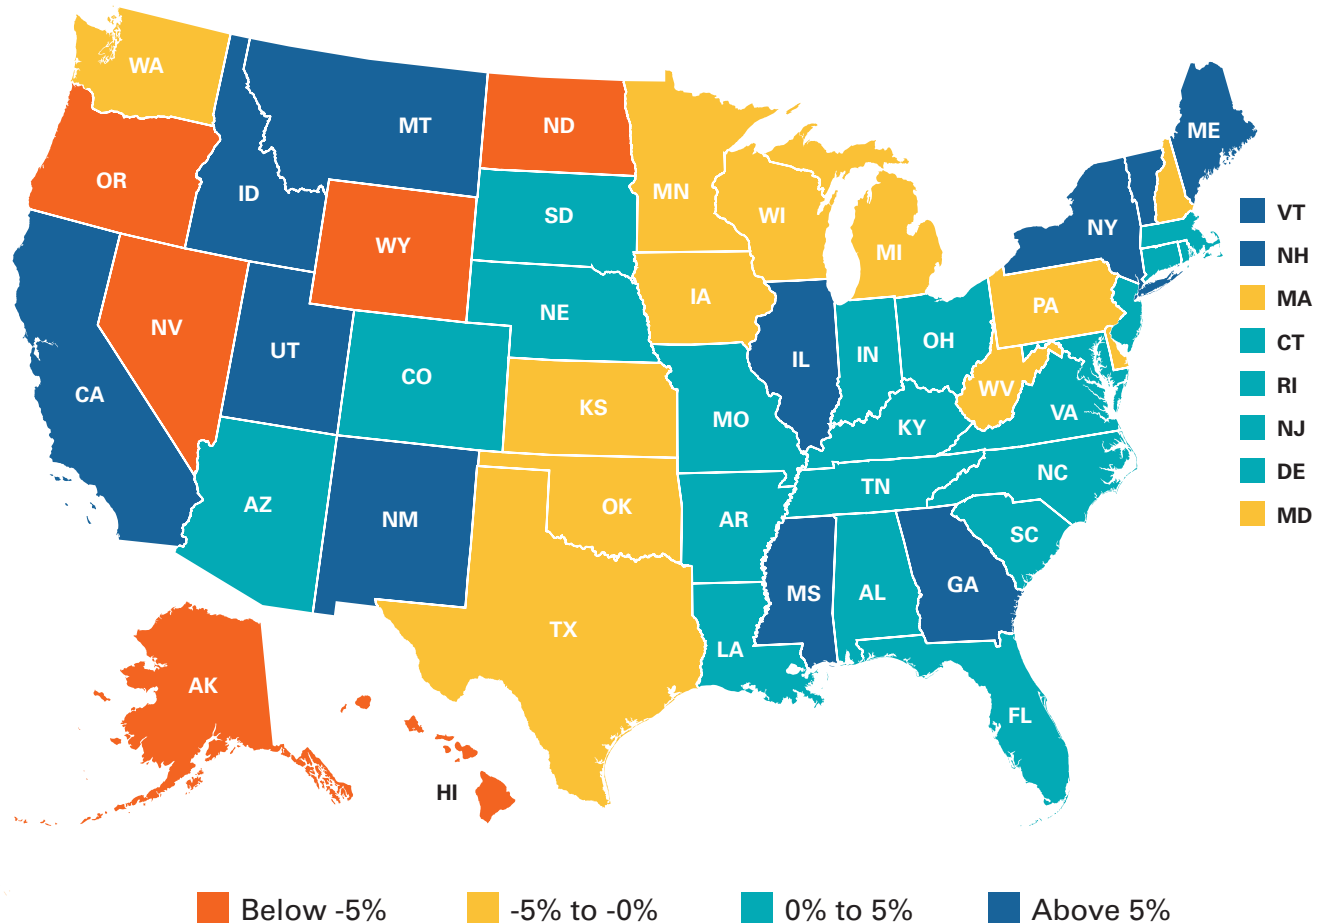 WA
MT
ND
ME
OR
ID
MN
SD
WI
VT
NY
WY
MI
NH
IA
MA
PA
NE
NV
OH
CT
UT
IN
IL
CO
RI
WV
CA
KS
VA
MO
KY
NJ
NC
DE
TN
AZ
OK
MD
NM
AR
SC
GA
MS
AL
TX
LA
AK
FL
HI
Below -5%
-5% to -0%
0% to 5%
Above 5%